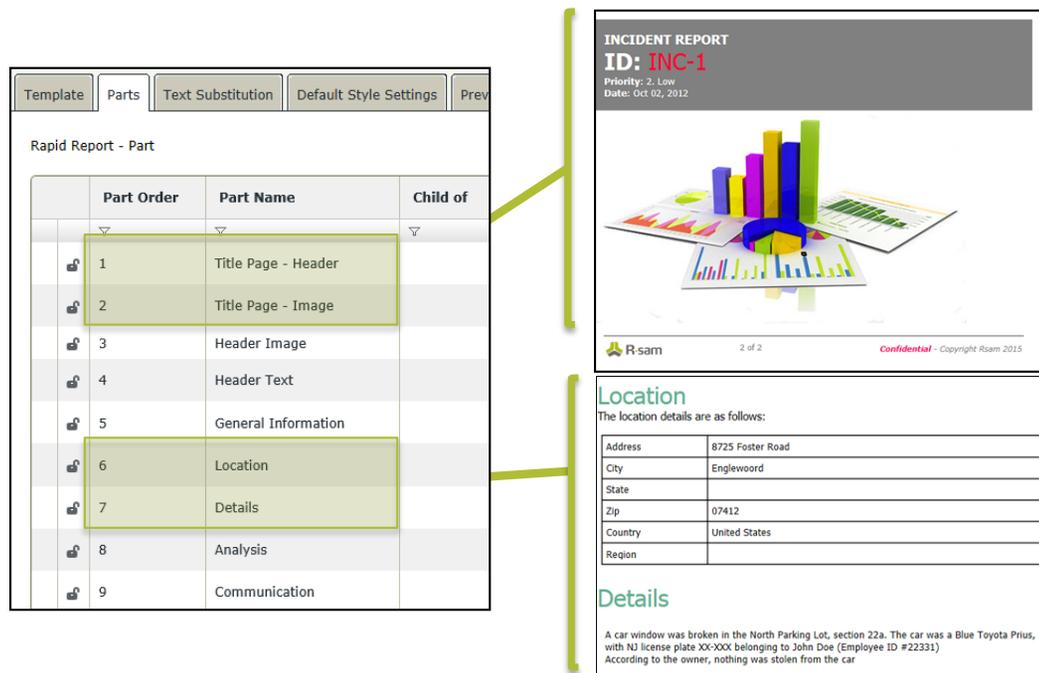 Template Parts Text Substitution Default Style Settings Prev
Rapid Report - Part
Part Order Part Name Child of
1 Title Page - Header
2 Title Page - Image
3 Header Image
4 Header Text
5 General Information
6 Location
7 Details
8 Analysis
9 Communication
INCIDENT REPORT
ID: INC-1
Priority: 2. Low
Date: Oct 02, 2012
R·sam 2 of 2 Confidential - Copyright Rsam 2015
Location
The location details are as follows:
Address 8725 Foster Road
City Englewoord
State
Zip 07412
Country United States
Region
Details
A car window was broken in the North Parking Lot, section 22a. The car was a Blue Toyota Prius,
with NJ license plate XX-XXX belonging to John Doe (Employee ID #22331)
According to the owner, nothing was stolen from the car